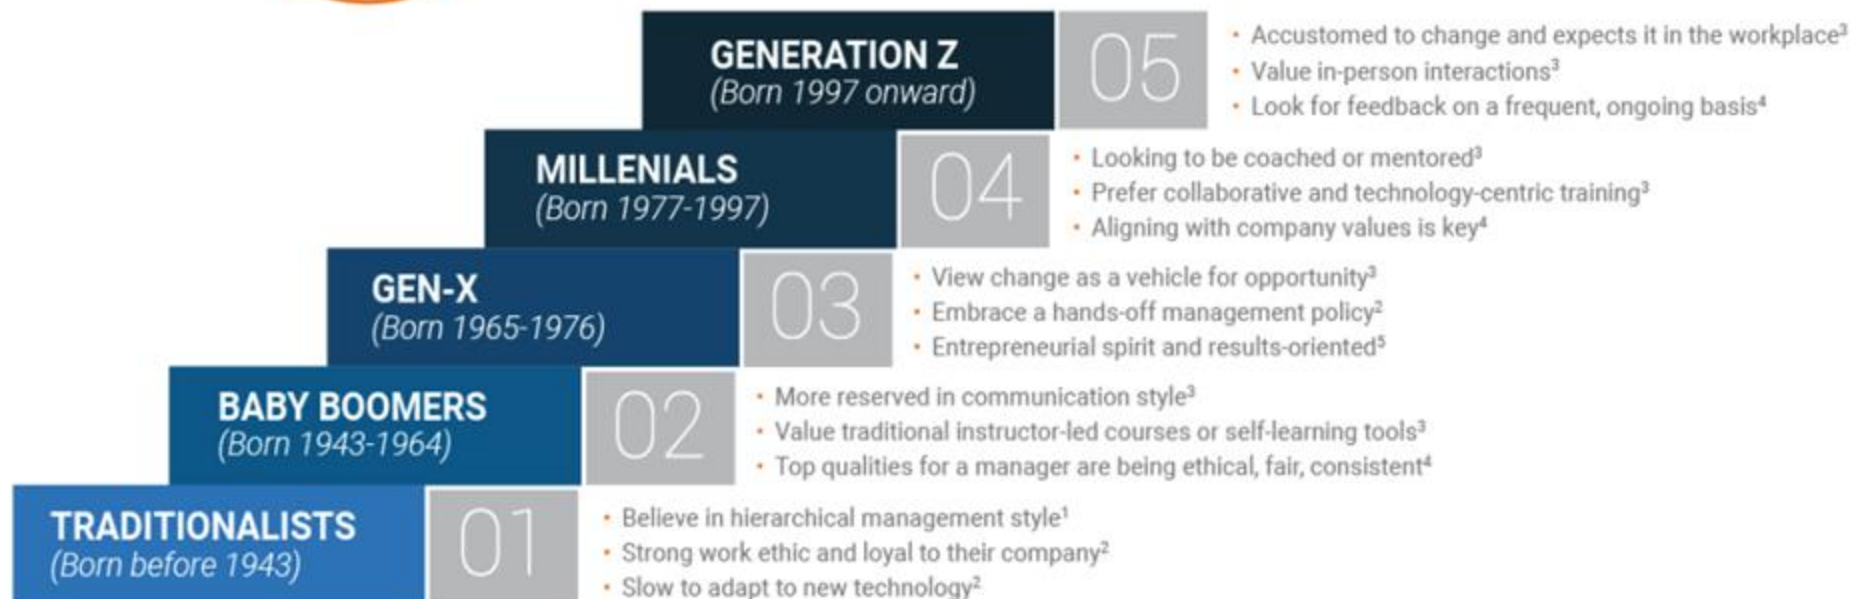 GENERATION Z
(Born 1997 onward)
05
• Accustomed to change and expects it in the workplace³
• Value in-person interactions³
• Look for feedback on a frequent, ongoing basis⁴
MILLENIALS
(Born 1977-1997)
04
• Looking to be coached or mentored³
• Prefer collaborative and technology-centric training³
• Aligning with company values is key⁴
GEN-X
(Born 1965-1976)
03
• View change as a vehicle for opportunity³
• Embrace a hands-off management policy²
• Entrepreneurial spirit and results-oriented⁵
BABY BOOMERS
(Born 1943-1964)
02
• More reserved in communication style³
• Value traditional instructor-led courses or self-learning tools³
• Top qualities for a manager are being ethical, fair, consistent⁴
TRADITIONALISTS
(Born before 1943)
01
• Believe in hierarchical management style¹
• Strong work ethic and loyal to their company²
• Slow to adapt to new technology²